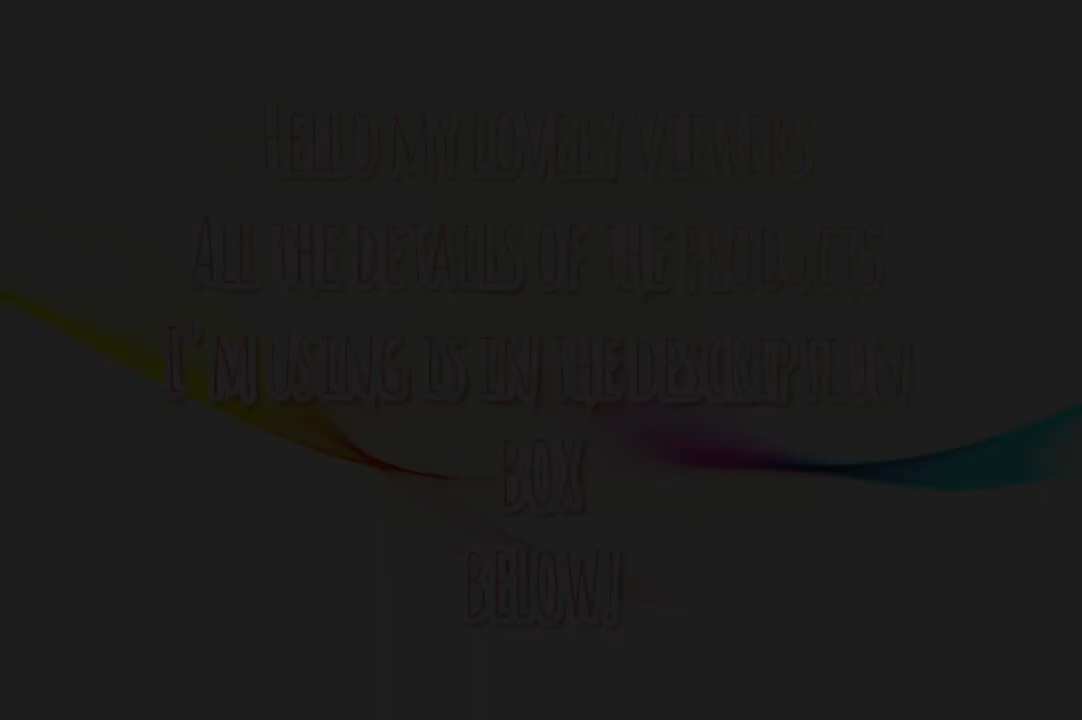 Hello my lovely viewers
All the details of the products
I'm using is in the description
box
below!